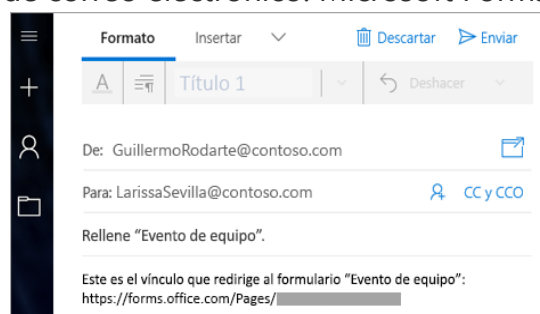 de correo electrónico. Microsoft Forms
Formato Insertar Descartar Enviar
A Título 1 Deshacer
De: GuillermoRodarte@contoso.com
Para: LarissaSevilla@contoso.com CC y CCO
Rellene “Evento de equipo”.
Este es el vínculo que redirige al formulario “Evento de equipo”:
https://forms.office.com/Pages/